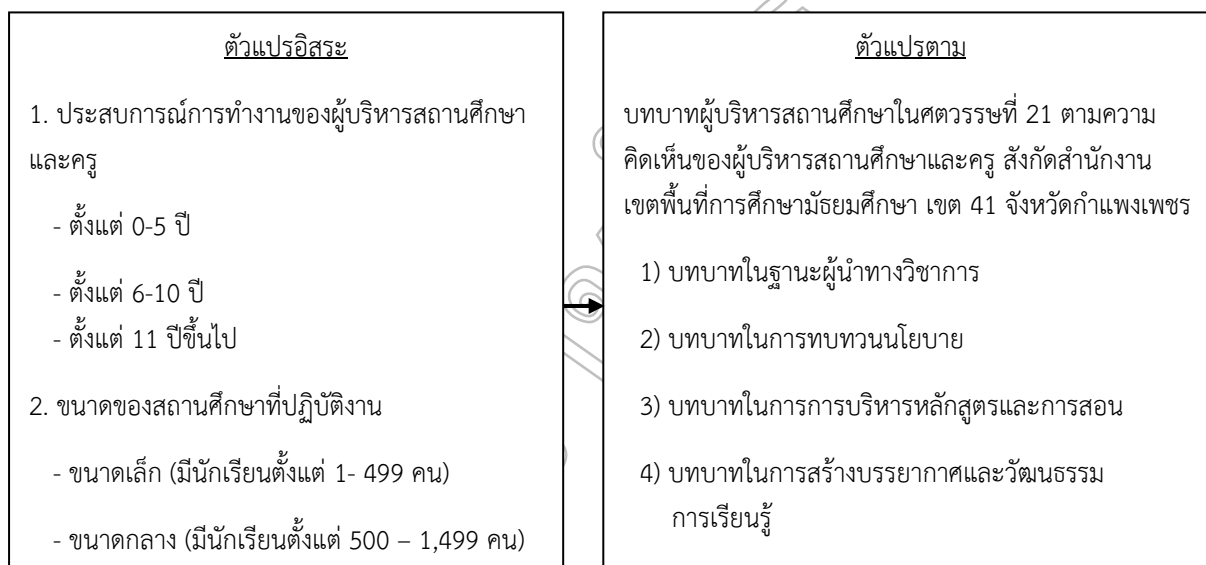 ตัวแปรอิสระ
1. ประสบการณ์การทำงานของผู้บริหารสถานศึกษา
และครู
- ตั้งแต่ 0-5 ปี
- ตั้งแต่ 6-10 ปี
- ตั้งแต่ 11 ปีขึ้นไป
2. ขนาดของสถานศึกษาที่ปฏิบัติงาน
- ขนาดเล็ก (มีนักเรียนตั้งแต่ 1- 499 คน)
- ขนาดกลาง (มีนักเรียนตั้งแต่ 500 – 1,499 คน)
ตัวแปรตาม
บทบาทผู้บริหารสถานศึกษาในศตวรรษที่ 21 ตามความ
คิดเห็นของผู้บริหารสถานศึกษาและครู สังกัดสำนักงาน
เขตพื้นที่การศึกษามัธยมศึกษา เขต 41 จังหวัดกำแพงเพชร
1) บทบาทในฐานะผู้นำทางวิชาการ
2) บทบาทในการทบทวนนโยบาย
3) บทบาทในการการบริหารหลักสูตรและการสอน
4) บทบาทในการสร้างบรรยากาศและวัฒนธรรม
การเรียนรู้